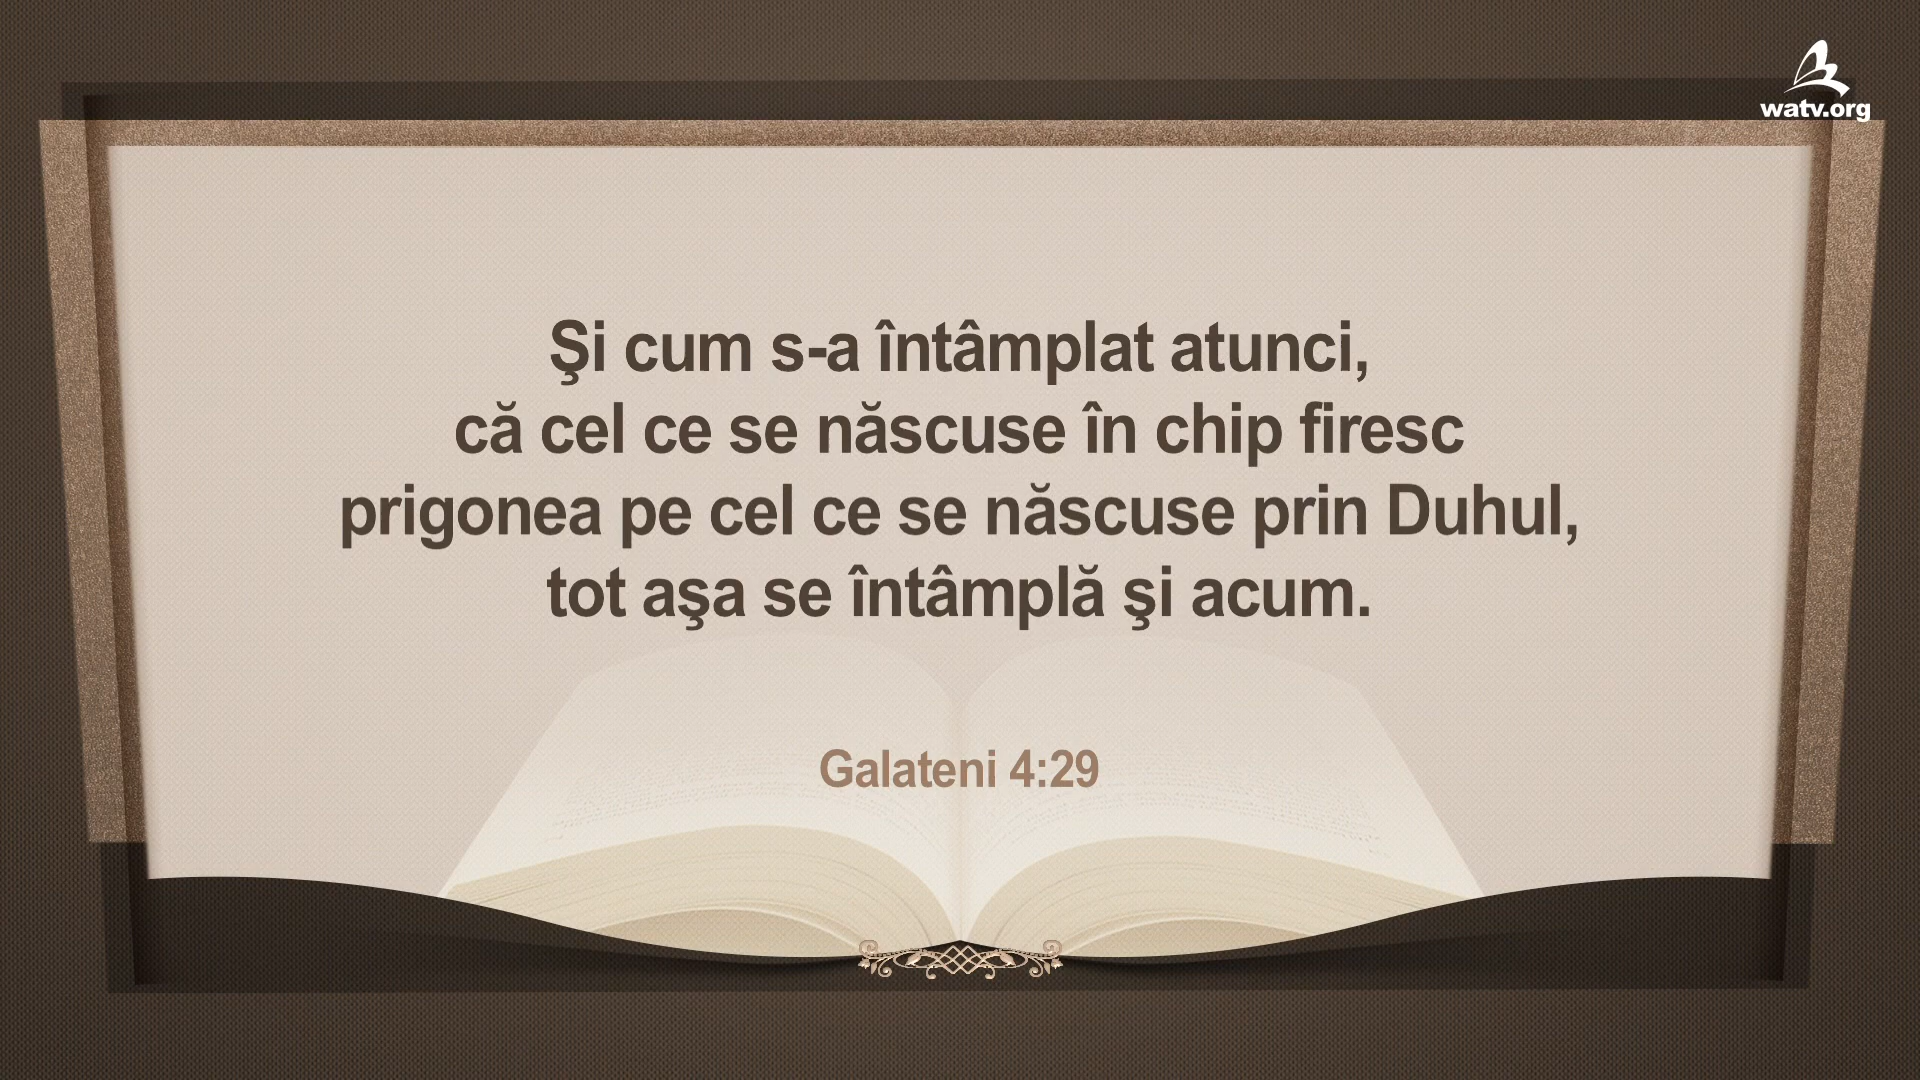 watv.org
Şi cum s-a întâmplat atunci,
că cel ce se născuse în chip firesc
prigonea pe cel ce se născuse prin Duhul,
tot aşa se întâmplă şi acum.
Galateni 4:29